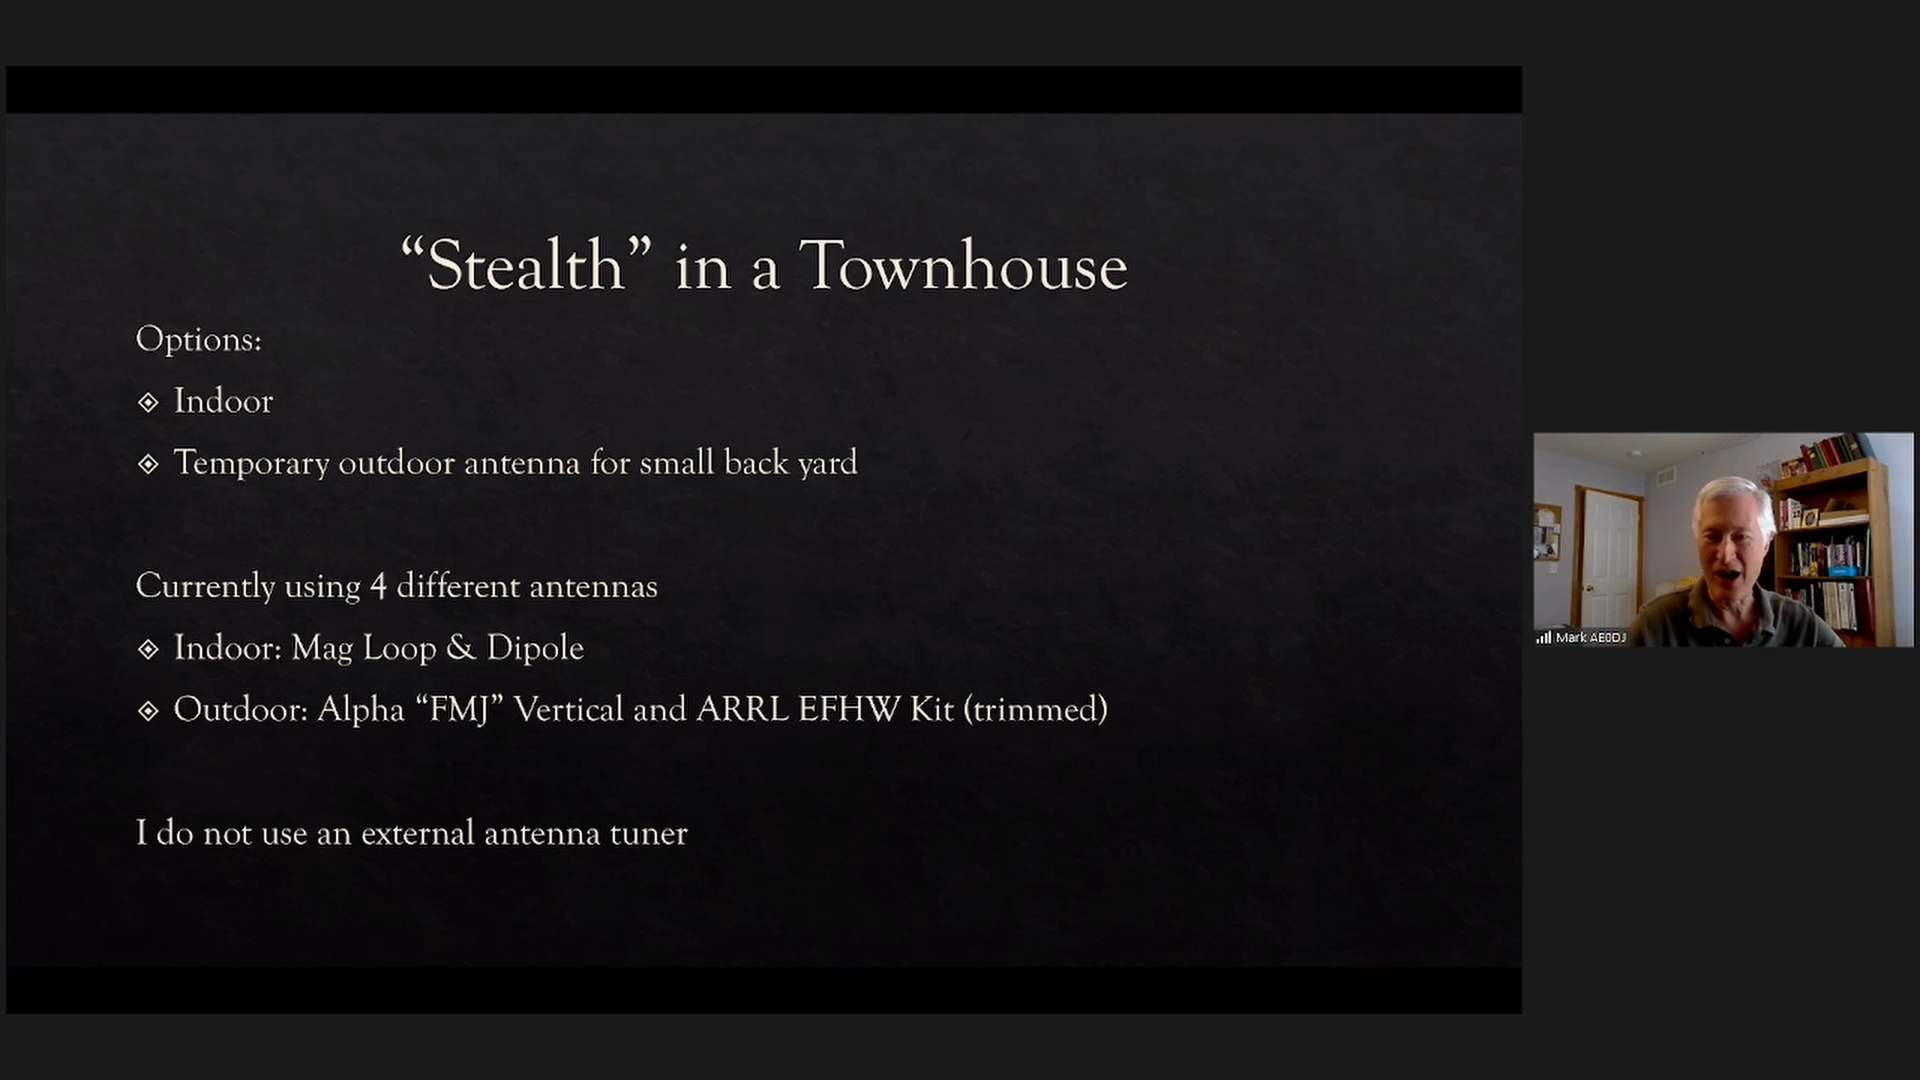 “Stealth” in a Townhouse
Options:
Indoor
Temporary outdoor antenna for small back yard
Currently using 4 different antennas
Indoor: Mag Loop & Dipole
Outdoor: Alpha “FMJ” Vertical and ARRL EFHW Kit (trimmed)
I do not use an external antenna tuner
Mark AE0DJ